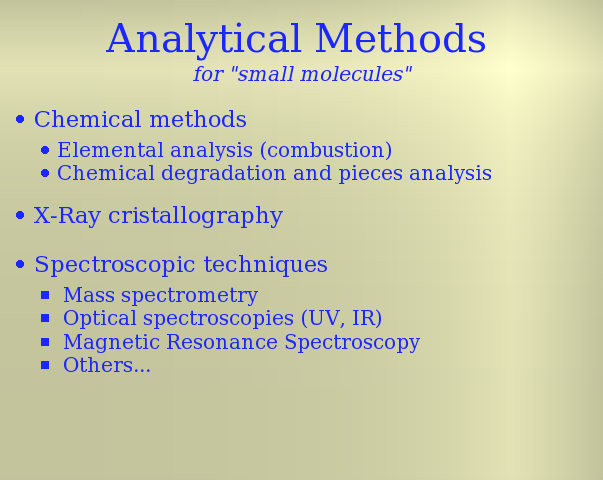 Analytical Methods
for "small molecules"
• Chemical methods
• Elemental analysis (combustion)
• Chemical degradation and pieces analysis
• X-Ray cristallography
• Spectroscopic techniques
▪ Mass spectrometry
▪ Optical spectroscopies (UV, IR)
▪ Magnetic Resonance Spectroscopy
▪ Others...